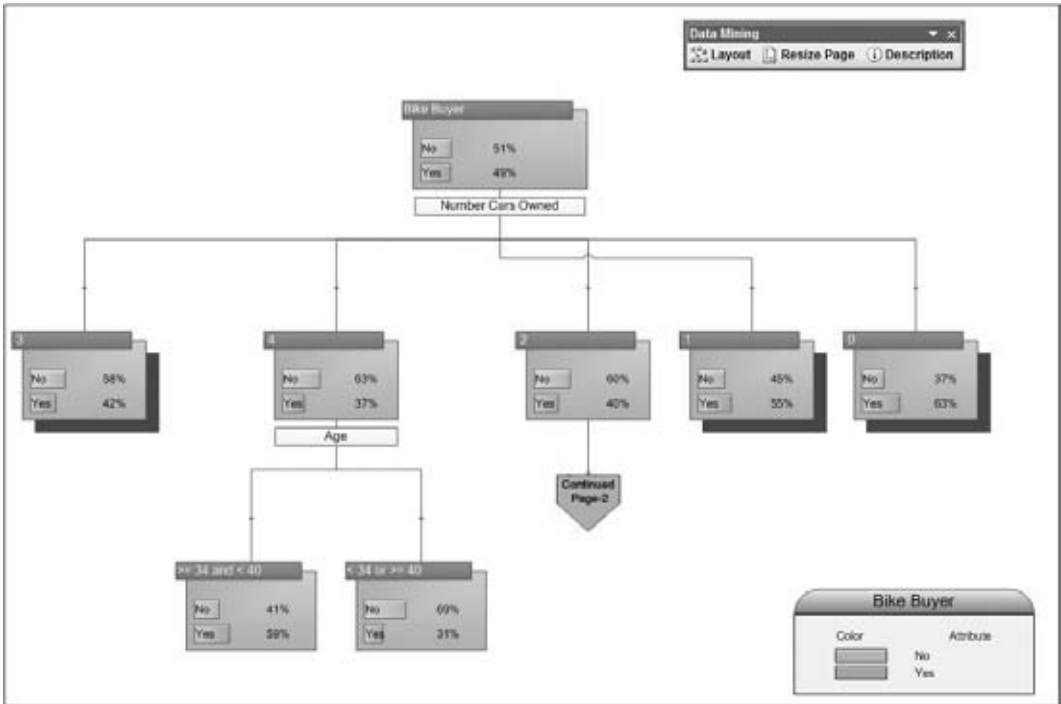 Data Mining
Layout Resize Page Description
Bike Buyer
No 51%
Yes 49%
Number Cars Owned
3
No 58%
Yes 42%
4
No 63%
Yes 37%
2
No 60%
Yes 40%
1
No 45%
Yes 55%
0
No 37%
Yes 63%
Age
Continued
Page-2
>= 34 and < 40
No 41%
Yes 59%
< 34 or >= 40
No 69%
Yes 31%
Bike Buyer
Color Attribute
No
Yes